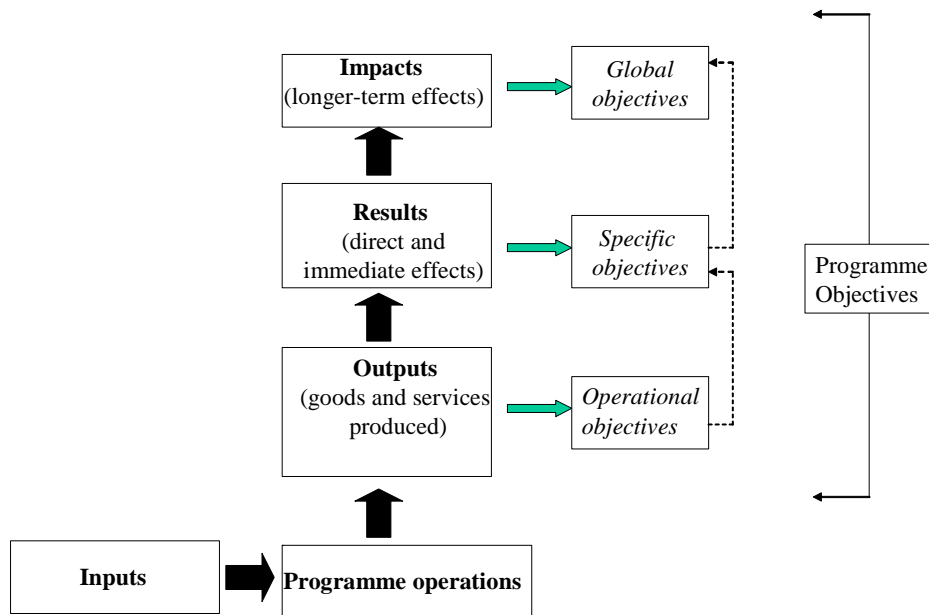 Impacts
(longer-term effects)
Global
objectives
Results
(direct and
immediate effects)
Specific
objectives
Programme
Objectives
Outputs
(goods and services
produced)
Operational
objectives
Inputs
Programme operations